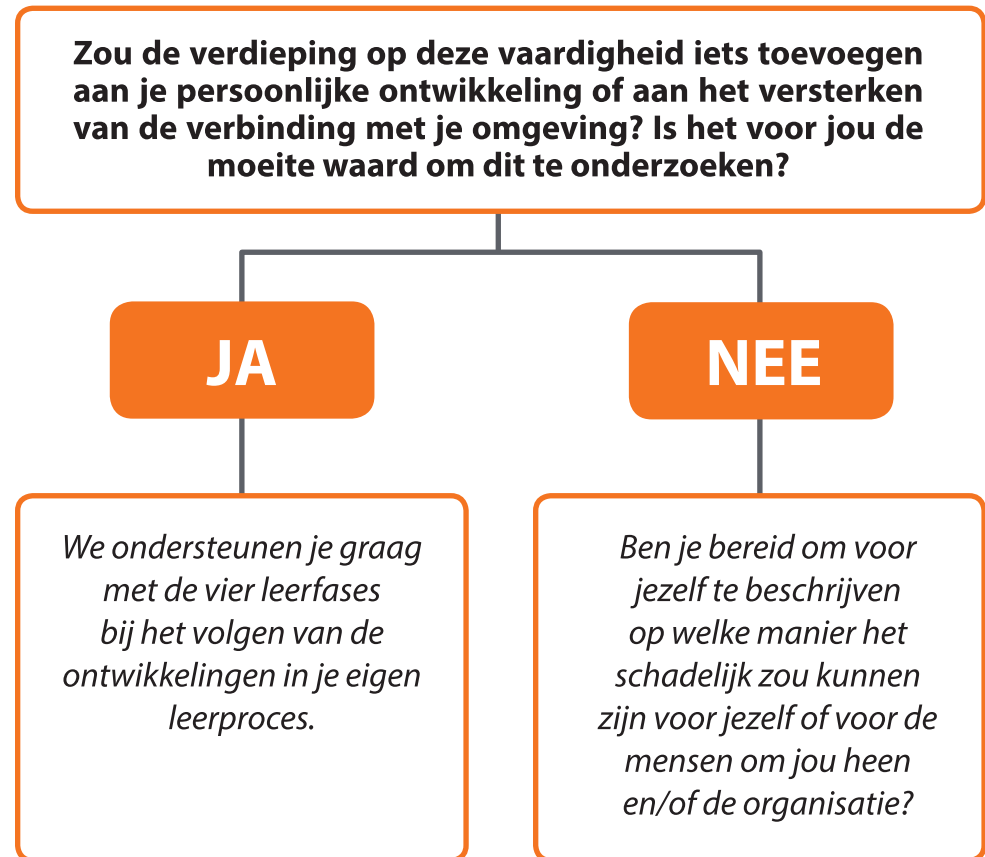 Zou de verdieping op deze vaardigheid iets toevoegen
aan je persoonlijke ontwikkeling of aan het versterken
van de verbinding met je omgeving? Is het voor jou de
moeite waard om dit te onderzoeken?
JA
NEE
We ondersteunen je graag
met de vier leerfases
bij het volgen van de
ontwikkelingen in je eigen
leerproces.
Ben je bereid om voor
jezelf te beschrijven
op welke manier het
schadelijk zou kunnen
zijn voor jezelf of voor de
mensen om jou heen
en/of de organisatie?